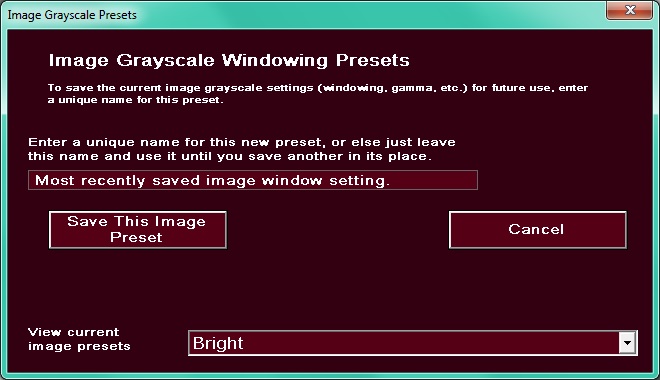 Image Grayscale Presets
Image Grayscale Windowing Presets
To save the current image grayscale settings (windowing, gamma, etc.) for future use, enter
a unique name for this preset.
Enter a unique name for this new preset, or else just leave
this name and use it until you save another in its place.
Most recently saved image window setting.
Save This Image
Preset
Cancel
View current
image presets
Bright